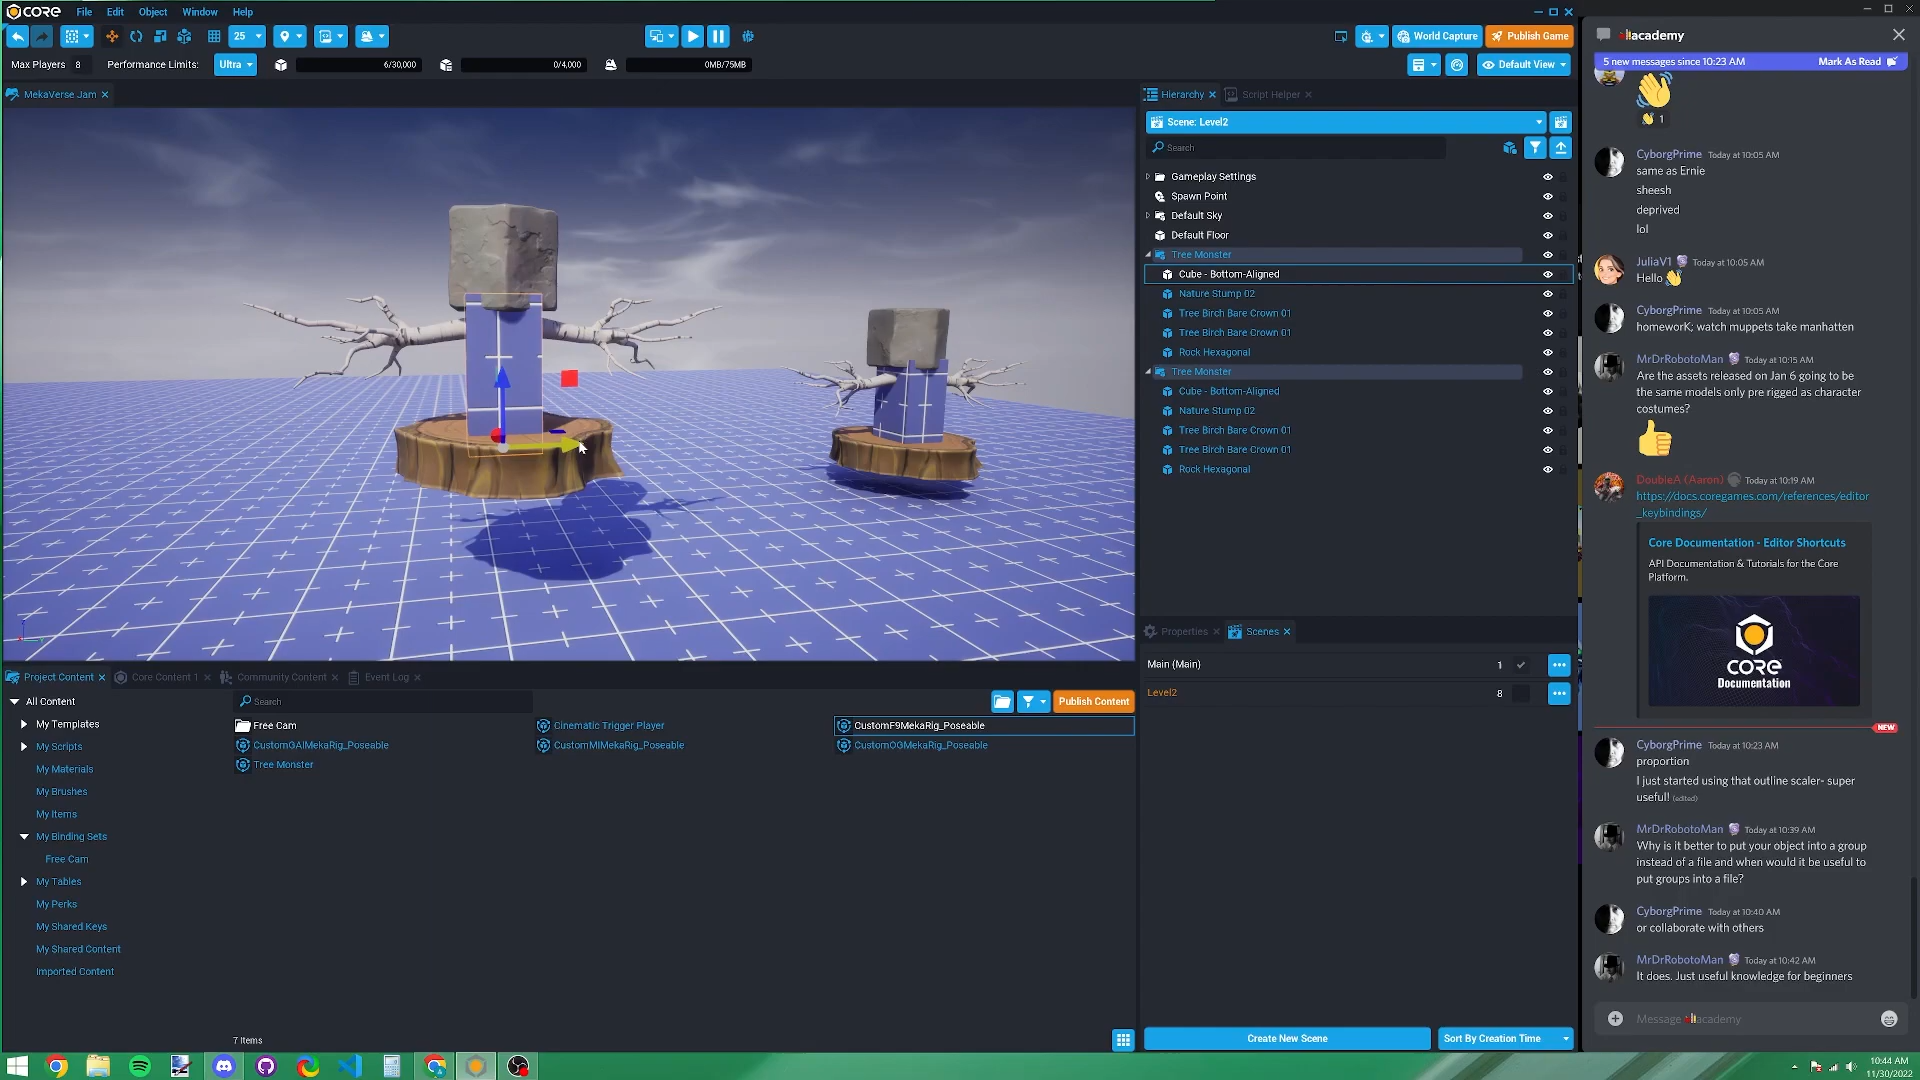 CORE File Edit Object Window Help
25
World Capture Publish Game
Max Players 8 Performance Limits: Ultra 6/30,000 0/4,000 0MB/75MB Default View
MekaVerse Jam
Hierarchy Script Helper
Scene: Level2
Search
Gameplay Settings
Spawn Point
Default Sky
Default Floor
Tree Monster
Cube - Bottom-Aligned
Nature Stump 02
Tree Birch Bare Crown 01
Tree Birch Bare Crown 01
Rock Hexagonal
Tree Monster
Cube - Bottom-Aligned
Nature Stump 02
Tree Birch Bare Crown 01
Tree Birch Bare Crown 01
Rock Hexagonal
Properties Scenes
Main (Main) 1
Level2 8
Create New Scene Sort By Creation Time
Project Content Core Content 1 Community Content Event Log
All Content
My Templates
My Scripts
My Materials
My Brushes
My Items
My Binding Sets
Free Cam
My Tables
My Perks
My Shared Keys
My Shared Content
Imported Content
Search Publish Content
Free Cam Cinematic Trigger Player CustomF9MekaRig_Poseable
CustomGAIMekaRig_Poseable CustomMIMekaRig_Poseable CustomOGMekaRig_Poseable
Tree Monster
7 Items
academy
5 new messages since 10:23 AM Mark As Read
1
CyborgPrime Today at 10:05 AM
same as Ernie
sheesh
deprived
lol
JuliaV1 Today at 10:05 AM
Hello
CyborgPrime Today at 10:05 AM
homeworK; watch muppets take manhatten
MrDrRobotoMan Today at 10:15 AM
Are the assets released on Jan 6 going to be
the same models only pre rigged as character
costumes?
DoubleA (Aaron) Today at 10:19 AM
https://docs.coregames.com/references/editor
_keybindings/
Core Documentation - Editor Shortcuts
API Documentation & Tutorials for the Core
Platform.
CORE
Documentation
NEW
CyborgPrime Today at 10:23 AM
proportion
I just started using that outline scaler- super
useful! (edited)
MrDrRobotoMan Today at 10:39 AM
Why is it better to put your object into a group
instead of a file and when would it be useful to
put groups into a file?
CyborgPrime Today at 10:40 AM
or collaborate with others
MrDrRobotoMan Today at 10:42 AM
It does. Just useful knowledge for beginners
Message academy
10:44 AM
11/30/2022